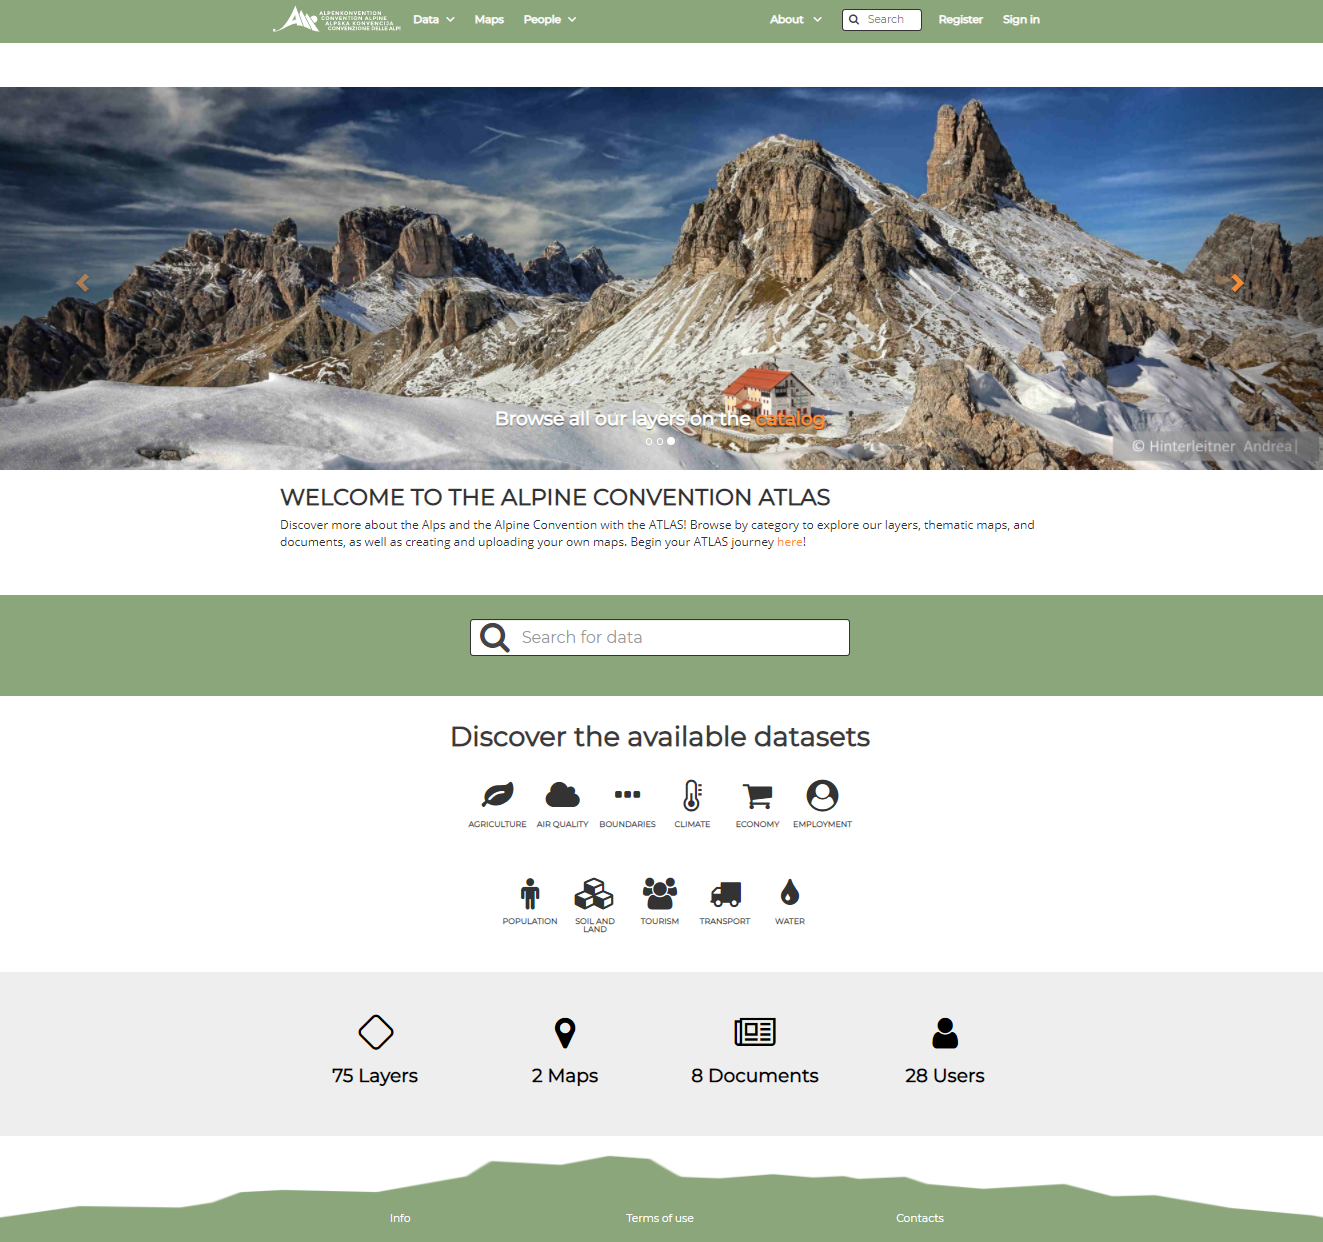 ALPENKONVENTION
CONVENTION ALPINE
ALPSKA KONVENCIJA
CONVENZIONE DELLE ALPI
Data Maps People About Search Register Sign in
Browse all our layers on the catalog
© Hinterleitner Andrea
WELCOME TO THE ALPINE CONVENTION ATLAS
Discover more about the Alps and the Alpine Convention with the ATLAS! Browse by category to explore our layers, thematic maps, and
documents, as well as creating and uploading your own maps. Begin your ATLAS journey here!
Search for data
Discover the available datasets
AGRICULTURE AIR QUALITY BOUNDARIES CLIMATE ECONOMY EMPLOYMENT
POPULATION SOIL AND LAND TOURISM TRANSPORT WATER
75 Layers 2 Maps 8 Documents 28 Users
Info Terms of use Contacts